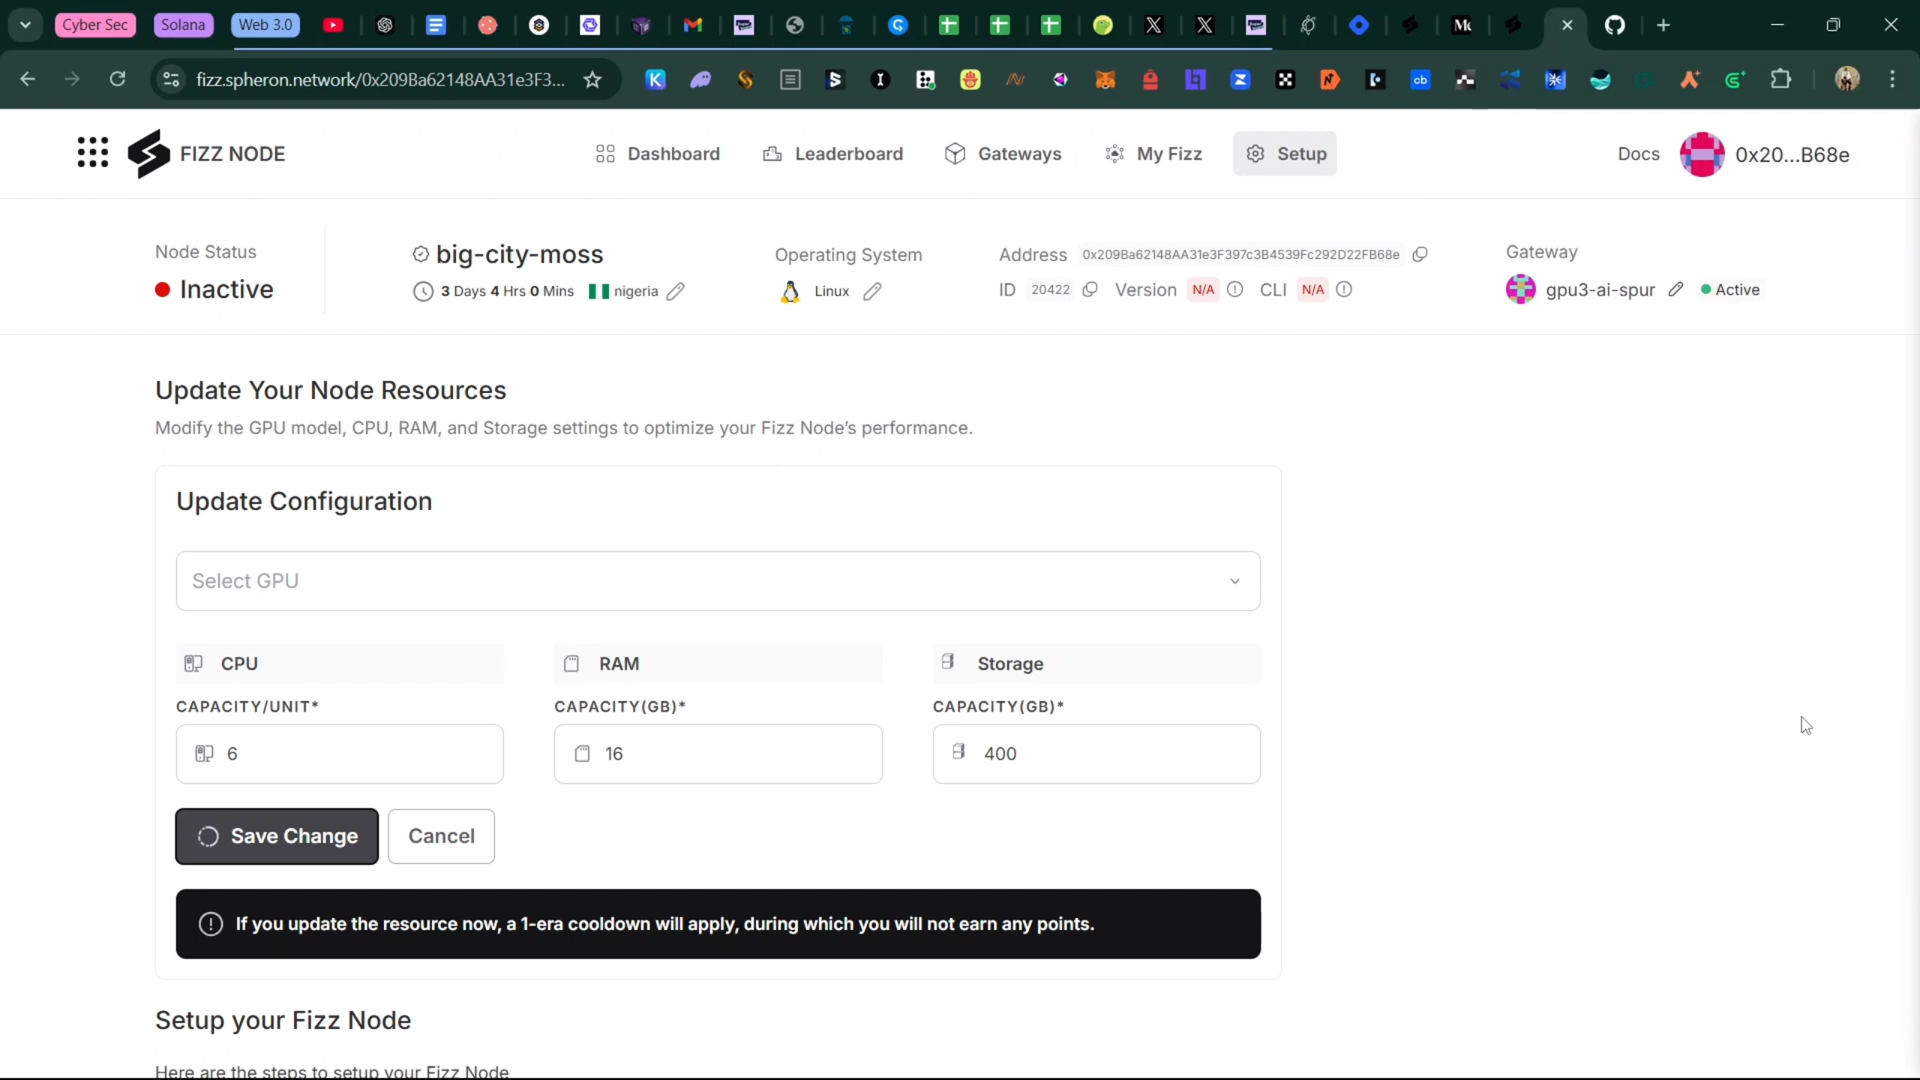 Cyber Sec
Solana
Web 3.0
fizz.spheron.network/0x209Ba62148AA31e3F3...
FIZZ NODE
Dashboard
Leaderboard
Gateways
My Fizz
Setup
Docs
0x20...B68e
Node Status
Inactive
big-city-moss
3 Days 4 Hrs 0 Mins
nigeria
Operating System
Linux
Address 0x209Ba62148AA31e3F397c3B4539Fc292D22FB68e
ID 20422 Version N/A CLI N/A
Gateway
gpu3-ai-spur
Active
Update Your Node Resources
Modify the GPU model, CPU, RAM, and Storage settings to optimize your Fizz Node’s performance.
Update Configuration
Select GPU
CPU
RAM
Storage
CAPACITY/UNIT*
CAPACITY(GB)*
CAPACITY(GB)*
6
16
400
Save Change
Cancel
If you update the resource now, a 1-era cooldown will apply, during which you will not earn any points.
Setup your Fizz Node
Here are the steps to setup your Fizz Node